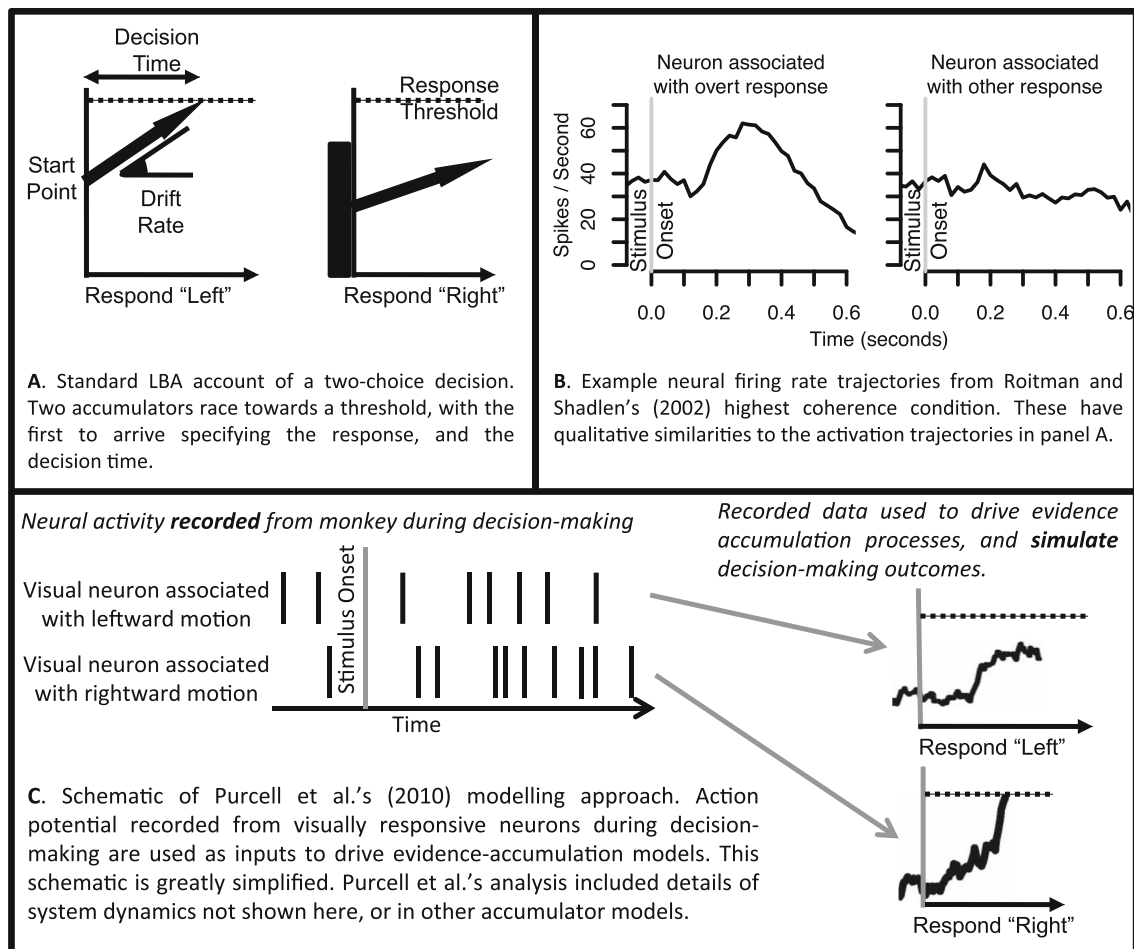 Decision
Time
Response
Threshold
Start
Point
Drift
Rate
Respond “Left”
Respond “Right”
A. Standard LBA account of a two-choice decision.
Two accumulators race towards a threshold, with the
first to arrive specifying the response, and the
decision time.
Neuron associated
with overt response
Neuron associated
with other response
Spikes / Second
0
20
40
60
Stimulus
Onset
Stimulus
Onset
0.0
0.2
0.4
0.6
0.0
0.2
0.4
0.6
Time (seconds)
B. Example neural firing rate trajectories from Roitman and
Shadlen’s (2002) highest coherence condition. These have
qualitative similarities to the activation trajectories in panel A.
Neural activity recorded from monkey during decision-making
Visual neuron associated
with leftward motion
Visual neuron associated
with rightward motion
Stimulus Onset
Time
Recorded data used to drive evidence
accumulation processes, and simulate
decision-making outcomes.
Respond “Left”
Respond “Right”
C. Schematic of Purcell et al.’s (2010) modelling approach. Action
potential recorded from visually responsive neurons during decision-
making are used as inputs to drive evidence-accumulation models. This
schematic is greatly simplified. Purcell et al.’s analysis included details of
system dynamics not shown here, or in other accumulator models.